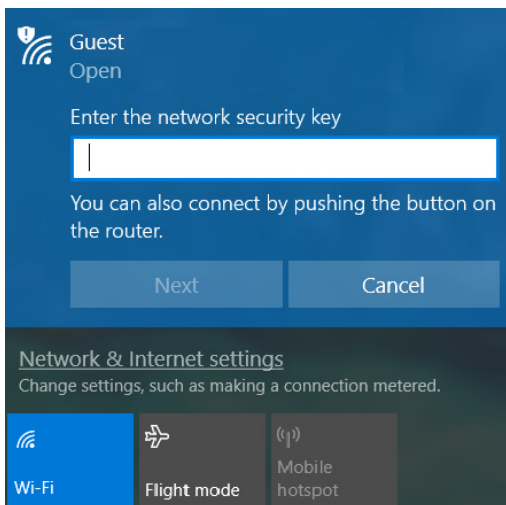 Guest
Open
Enter the network security key
You can also connect by pushing the button on
the router.
Next
Cancel
Network & Internet settings
Change settings, such as making a connection metered.
Wi-Fi
Flight mode
Mobile
hotspot